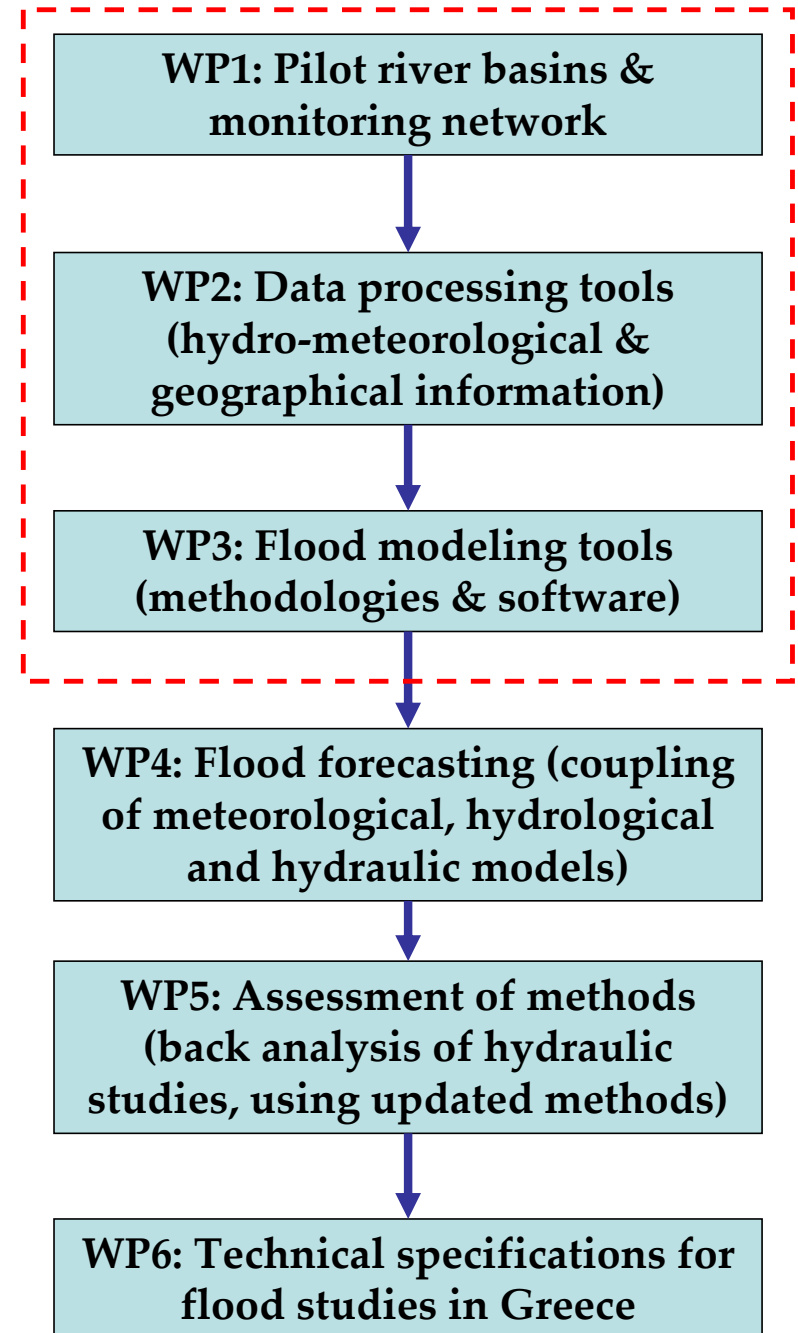 WP1: Pilot river basins &
monitoring network
WP2: Data processing tools
(hydro-meteorological &
geographical information)
WP3: Flood modeling tools
(methodologies & software)
WP4: Flood forecasting (coupling
of meteorological, hydrological
and hydraulic models)
WP5: Assessment of methods
(back analysis of hydraulic
studies, using updated methods)
WP6: Technical specifications for
flood studies in Greece